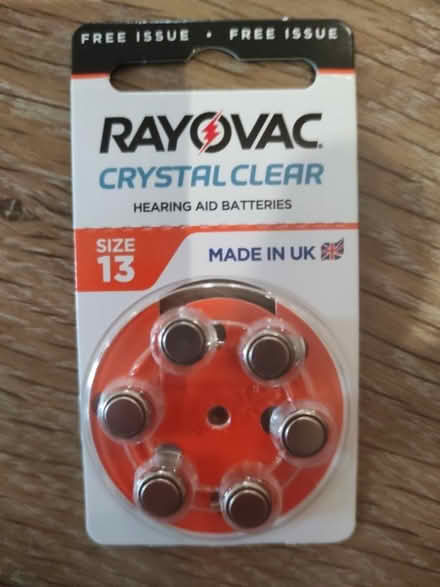 FREE ISSUE • FREE ISSUE
RAYOVAC
CRYSTAL CLEAR
HEARING AID BATTERIES
SIZE
13
MADE IN UK